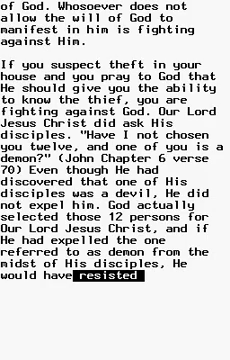 of God. Whosoever does not
allow the will of God to
manifest in him is fighting
against Him.
If you suspect theft in your
house and you pray to God that
He should give you the ability
to know the thief, you are
fighting against God. Our Lord
Jesus Christ did ask His
disciples. "Have I not chosen
you twelve, and one of you is a
demon?" (John Chapter 6 verse
70) Even though He had
discovered that one of His
disciples was a devil, He did
not expel him. God actually
selected those 12 persons for
Our Lord Jesus Christ, and if
He had expelled the one
referred to as demon from the
midst of His disciples, He
would have resisted